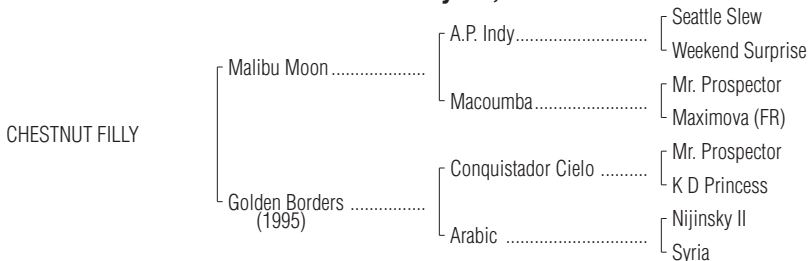 Seattle Slew
A.P. Indy
Weekend Surprise
Malibu Moon
Mr. Prospector
Macoumba
Maximova (FR)
CHESTNUT FILLY
Mr. Prospector
Conquistador Cielo
K D Princess
Golden Borders
(1995)
Nijinsky II
Arabic
Syria